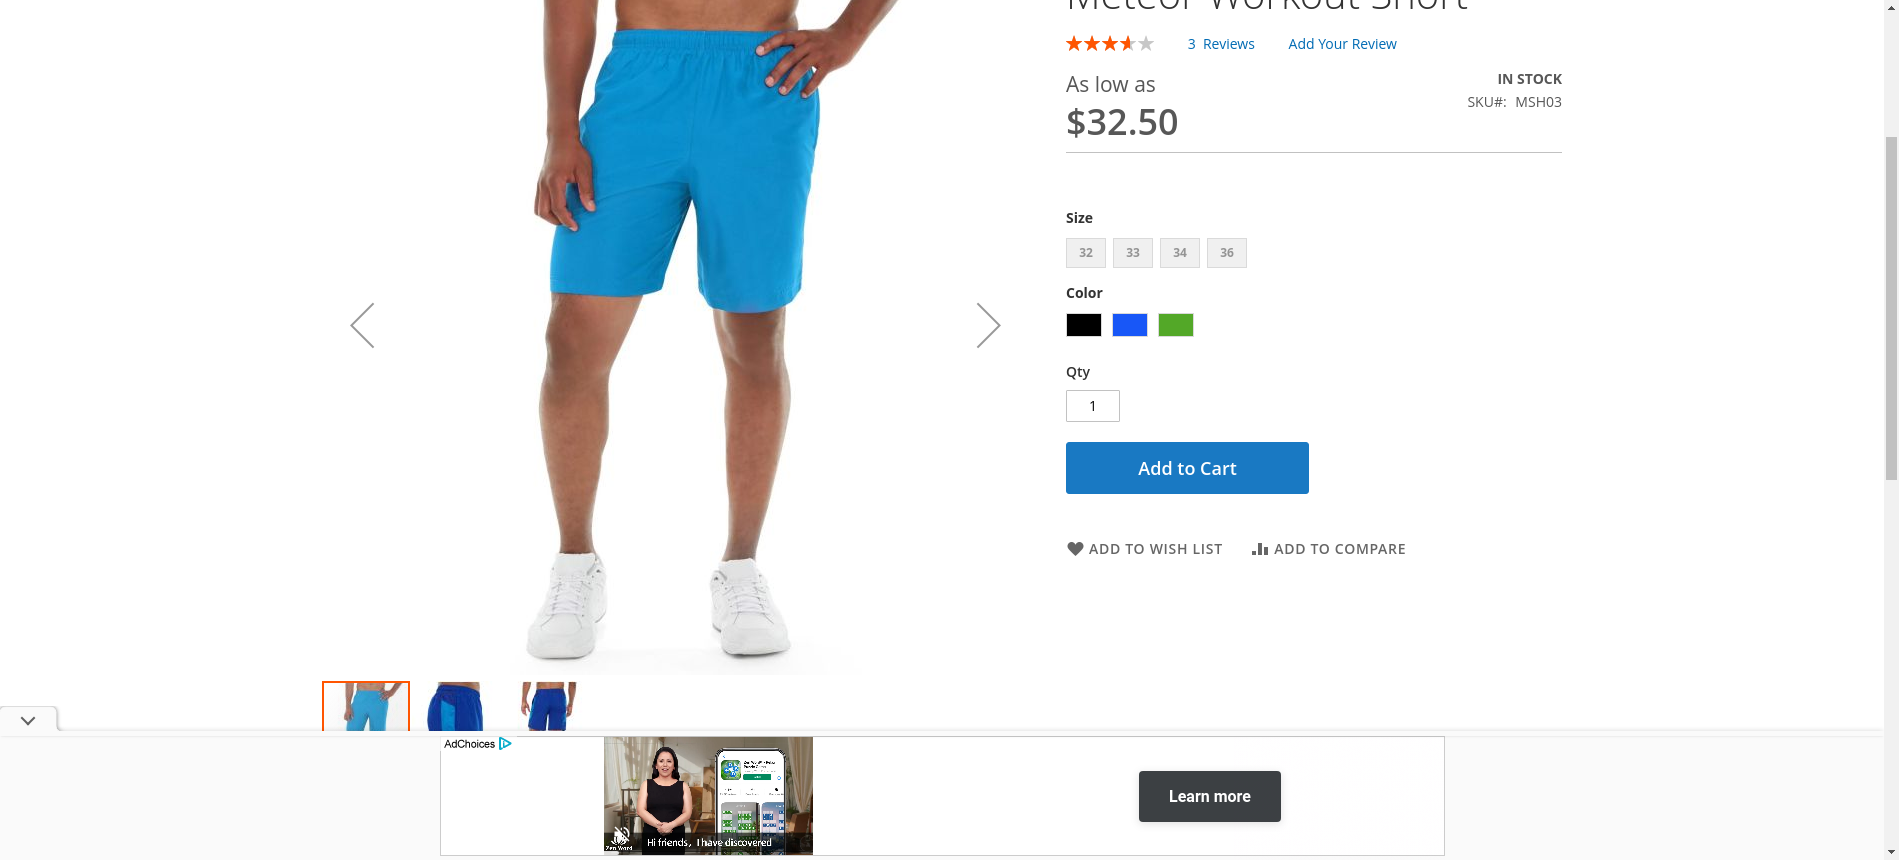 Meteor Workout Short
3 Reviews
Add Your Review
As low as
IN STOCK
$32.50
SKU#: MSH03
Size
32
33
34
36
Color
Qty
1
Add to Cart
ADD TO WISH LIST
ADD TO COMPARE
AdChoices
Zen Word
Hi friends, I have discovered
Learn more